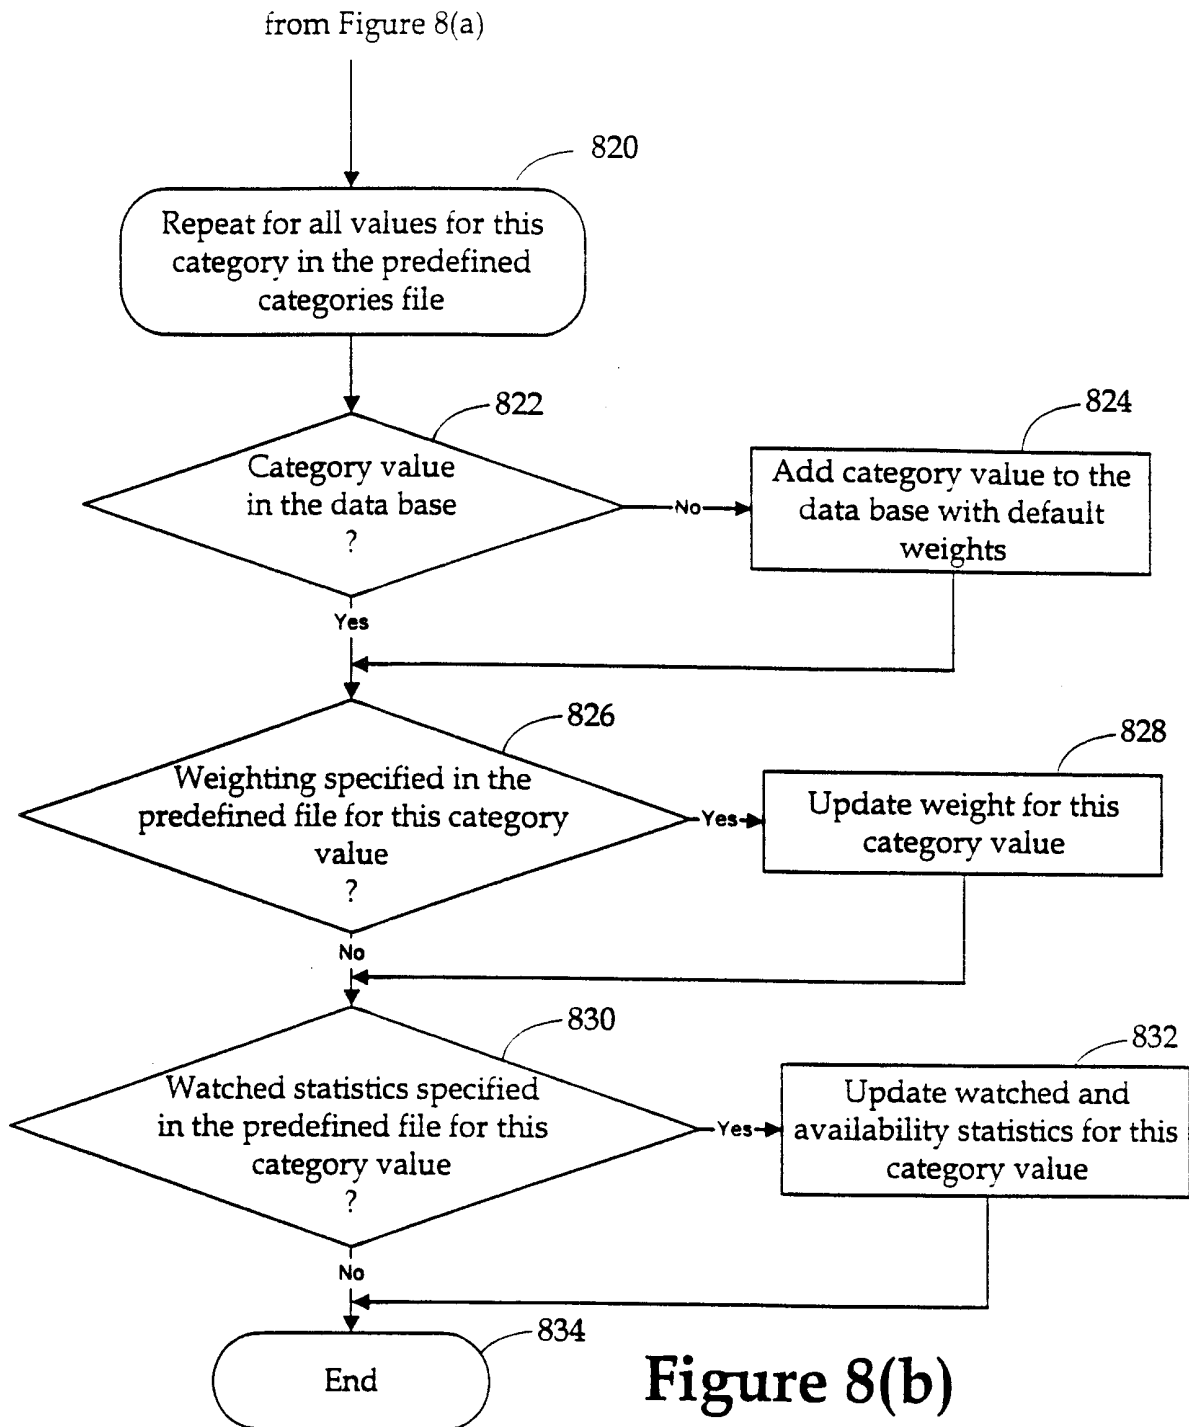 from Figure 8(a)
820
Repeat for all values for this
category in the predefined
categories file
822
Category value
in the data base
?
No
824
Add category value to the
data base with default
weights
Yes
826
Weighting specified in the
predefined file for this category
value
?
Yes
828
Update weight for this
category value
No
830
Watched statistics specified
in the predefined file for this
category value
?
Yes
832
Update watched and
availability statistics for this
category value
No
834
End
Figure 8(b)